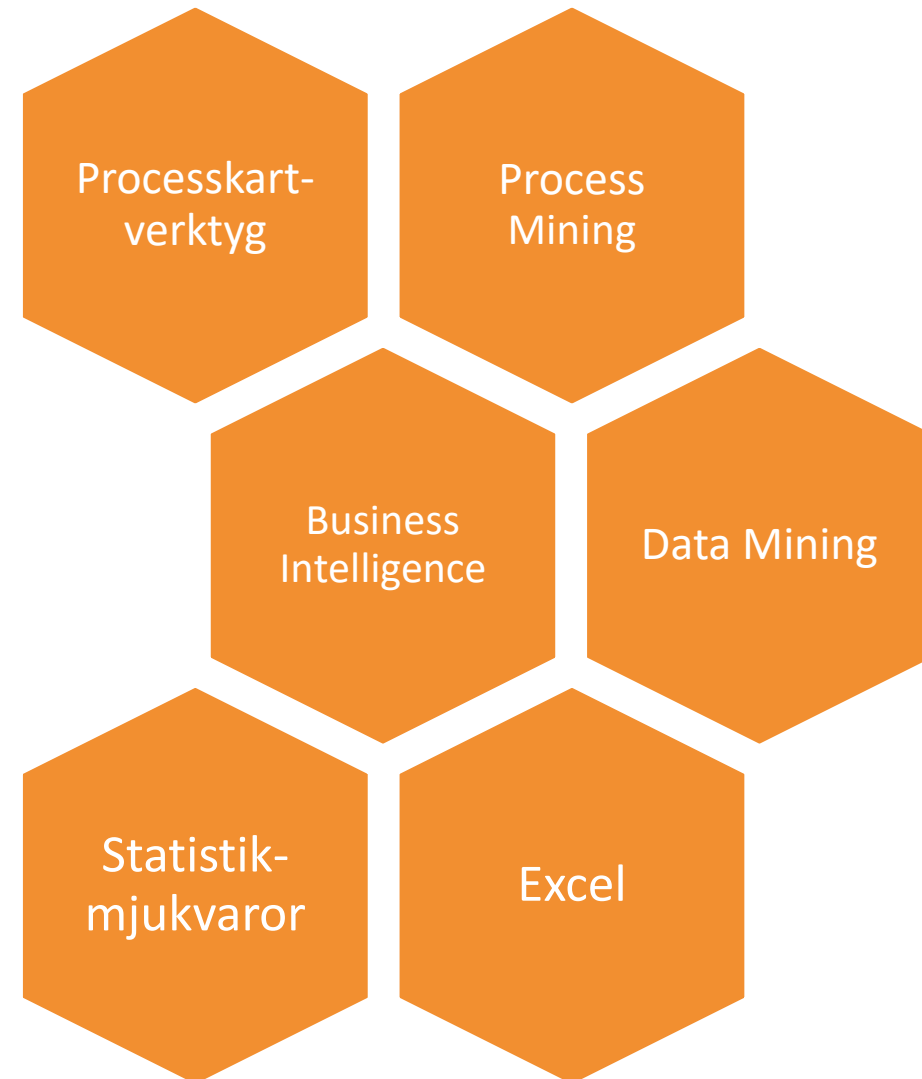 Processkart-
verktyg
Process
Mining
Business
Intelligence
Data Mining
Statistik-
mjukvaror
Excel